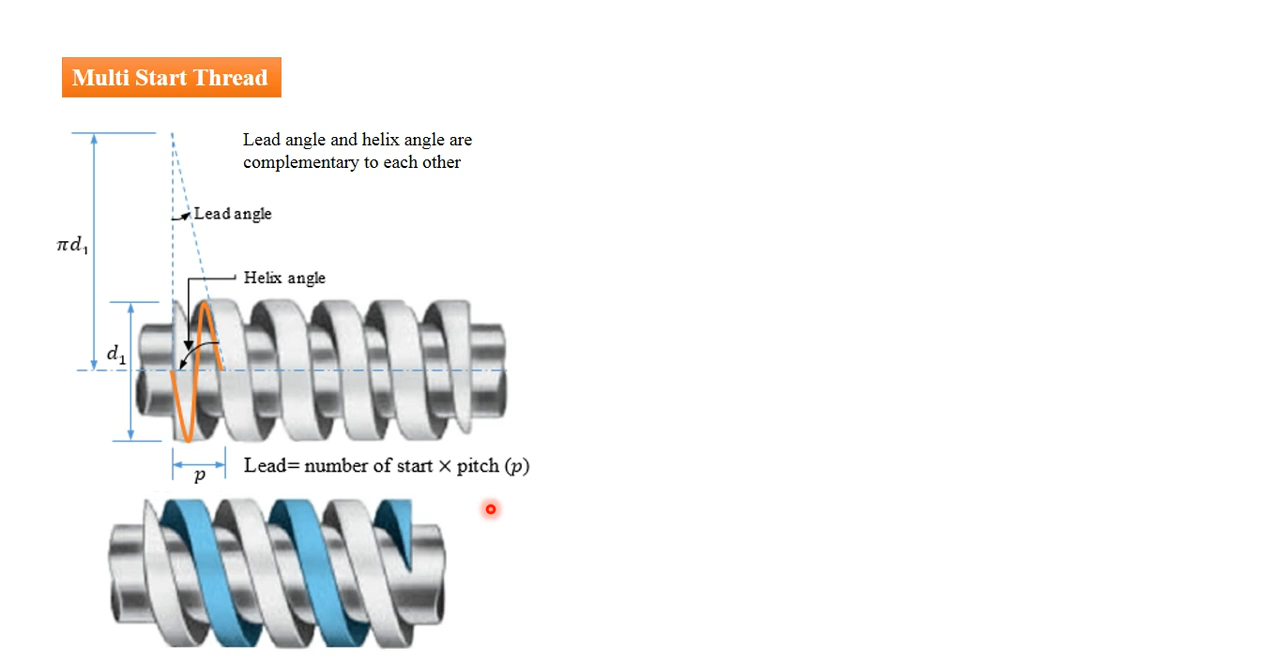 Multi Start Thread
Lead angle and helix angle are
complementary to each other
Lead angle
πd₁
Helix angle
d₁
p
Lead= number of start × pitch (p)